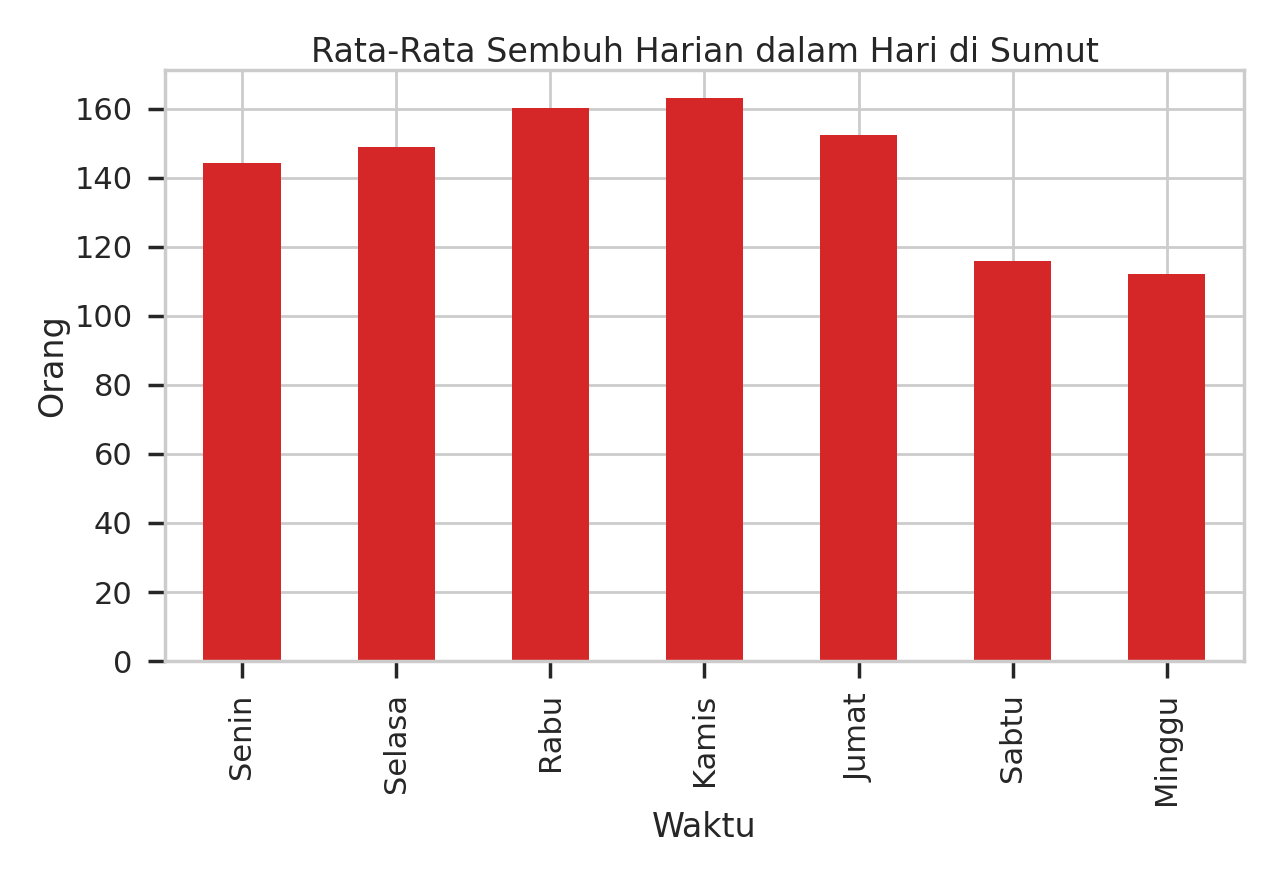 Rata-Rata Sembuh Harian dalam Hari di Sumut
160
140
120
100
80
60
40
20
0
Orang
Senin
Selasa
Rabu
Kamis
Jumat
Sabtu
Minggu
Waktu